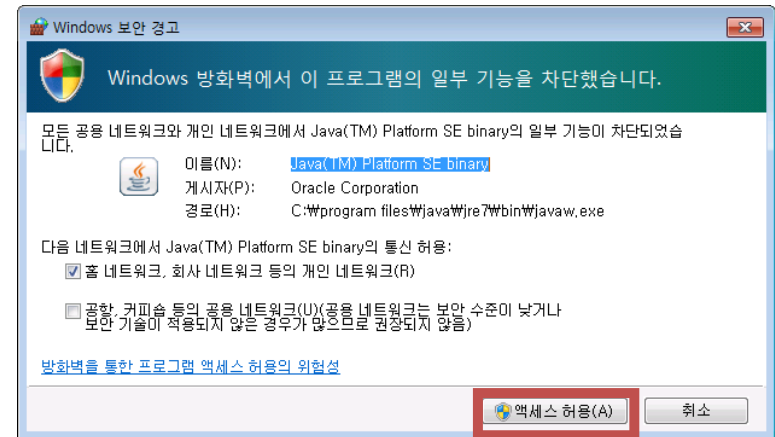 Windows 보안 경고
Windows 방화벽에서 이 프로그램의 일부 기능을 차단했습니다.
모든 공용 네트워크와 개인 네트워크에서 Java(TM) Platform SE binary의 일부 기능이 차단되었습
니다.
이름(N): Java(TM) Platform SE binary
게시자(P): Oracle Corporation
경로(H): C:₩program files₩java₩jre7₩bin₩javaw.exe
다음 네트워크에서 Java(TM) Platform SE binary의 통신 허용:
홈 네트워크, 회사 네트워크 등의 개인 네트워크(R)
공항, 커피숍 등의 공용 네트워크(U)(공용 네트워크는 보안 수준이 낮거나
보안 기술이 적용되지 않은 경우가 많으므로 권장되지 않음)
방화벽을 통한 프로그램 액세스 허용의 위험성
액세스 허용(A) 취소